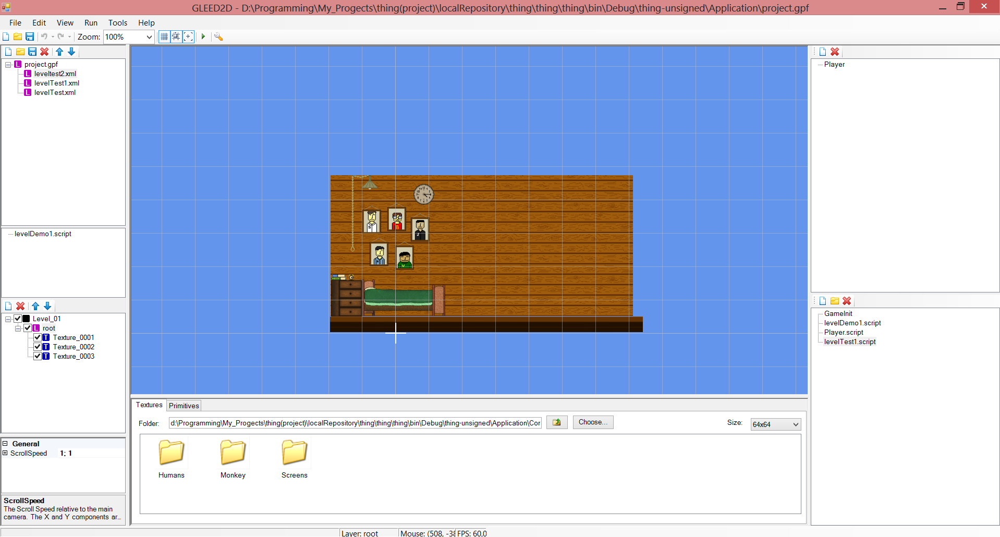 GLEED2D - D:\Programming\My_Progects\thing(project)\localRepository\thing\thing\thing\bin\Debug\thing-unsigned\Application\project.gpf
File Edit View Run Tools Help
Zoom: 100%
project.gpf
leveltest2.xml
levelTest1.xml
levelTest.xml
levelDemo1.script
Level_01
root
Texture_0001
Texture_0002
Texture_0003
General
ScrollSpeed 1; 1
ScrollSpeed
The Scroll Speed relative to the main
camera. The X and Y components ar...
Textures Primitives
Folder: d:\Programming\My_Progects\thing(project)\localRepository\thing\thing\thing\bin\Debug\thing-unsigned\Application\Cor
Choose...
Size: 64x64
Humans Monkey Screens
Player
GameInit
levelDemo1.script
Player.script
levelTest1.script
Layer: root Mouse: (508, -38 FPS: 60,0